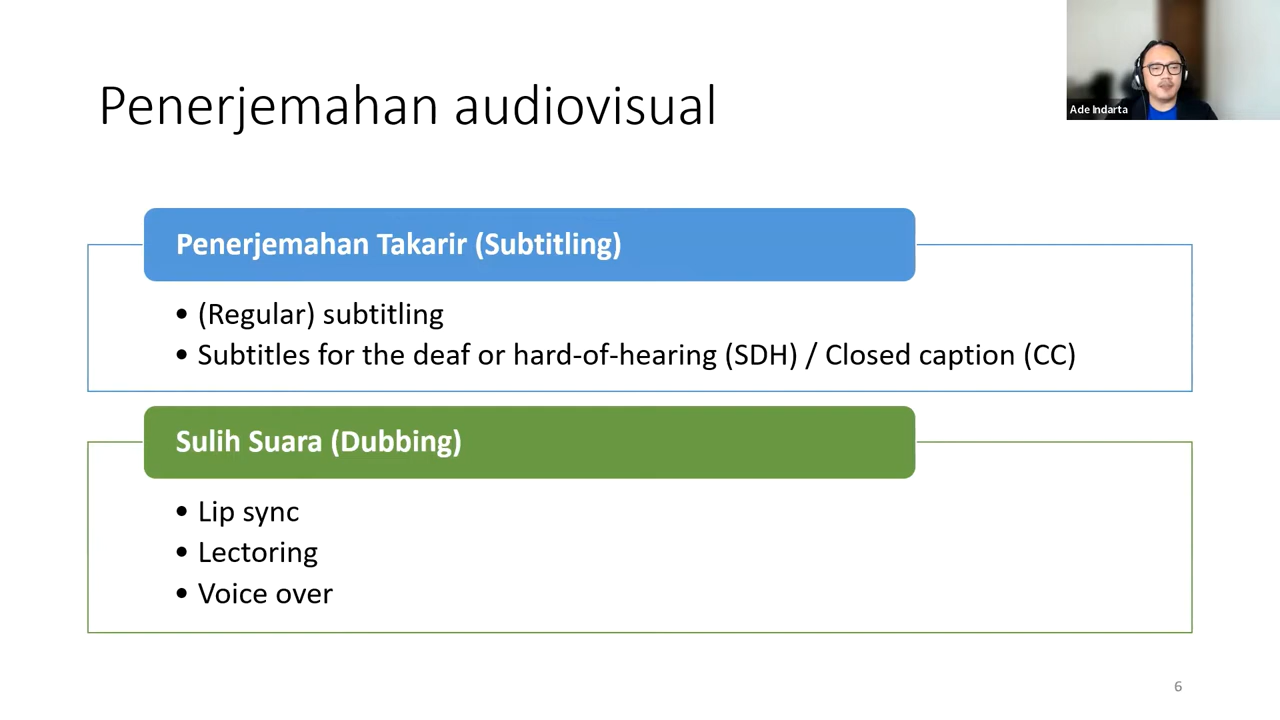 Penerjemahan audiovisual
Ade Indarta
Penerjemahan Takarir (Subtitling)
• (Regular) subtitling
• Subtitles for the deaf or hard-of-hearing (SDH) / Closed caption (CC)
Sulih Suara (Dubbing)
• Lip sync
• Lectoring
• Voice over
6